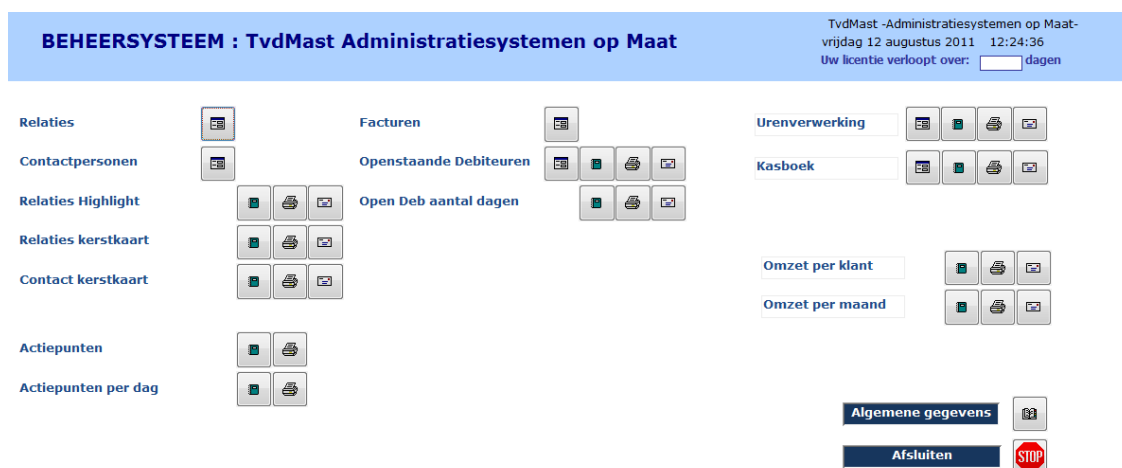 BEHEERSYSTEEM : TvdMast Administratiesystemen op Maat
TvdMast -Administratiesystemen op Maat-
vrijdag 12 augustus 2011 12:24:36
Uw licentie verloopt over: dagen
Relaties
Contactpersonen
Relaties Highlight
Relaties kerstkaart
Contact kerstkaart
Actiepunten
Actiepunten per dag
Facturen
Openstaande Debiteuren
Open Deb aantal dagen
Urenverwerking
Kasboek
Omzet per klant
Omzet per maand
Algemene gegevens
Afsluiten
STOP